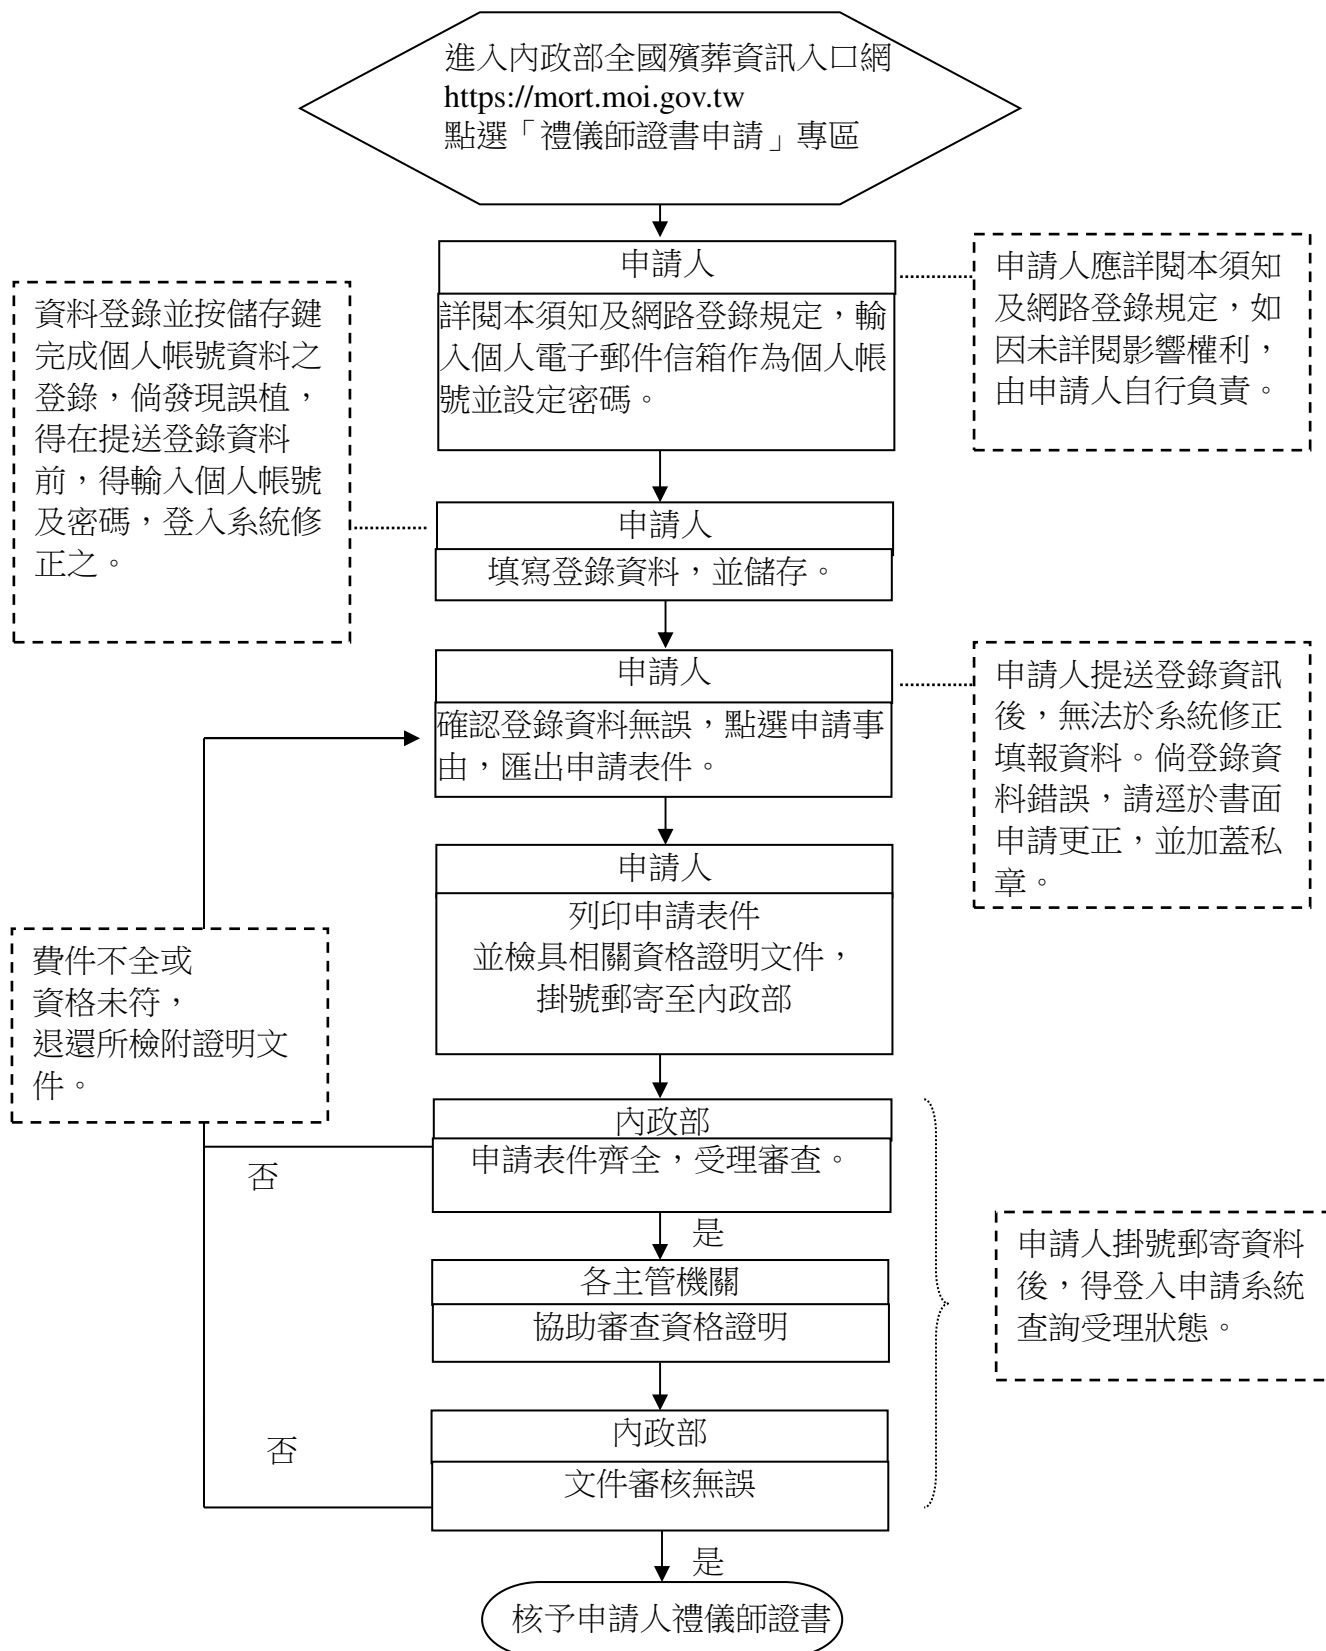 進入內政部全國殯葬資訊入口網
https://mort.moi.gov.tw
點選「禮儀師證書申請」專區
申請人
詳閱本須知及網路登錄規定，輸
入個人電子郵件信箱作為個人帳
號並設定密碼。
申請人應詳閱本須知
及網路登錄規定，如
因未詳閱影響權利，
由申請人自行負責。
資料登錄並按儲存鍵
完成個人帳號資料之
登錄，倘發現誤植，
得在提送登錄資料
前，得輸入個人帳號
及密碼，登入系統修
正之。
申請人
填寫登錄資料，並儲存。
申請人
確認登錄資料無誤，點選申請事
由，匯出申請表件。
申請人提送登錄資訊
後，無法於系統修正
填報資料。倘登錄資
料錯誤，請逕於書面
申請更正，並加蓋私
章。
申請人
列印申請表件
並檢具相關資格證明文件，
掛號郵寄至內政部
費件不全或
資格未符，
退還所檢附證明文
件。
內政部
申請表件齊全，受理審查。
否
是
各主管機關
協助審查資格證明
申請人掛號郵寄資料
後，得登入申請系統
查詢受理狀態。
內政部
文件審核無誤
否
是
核予申請人禮儀師證書